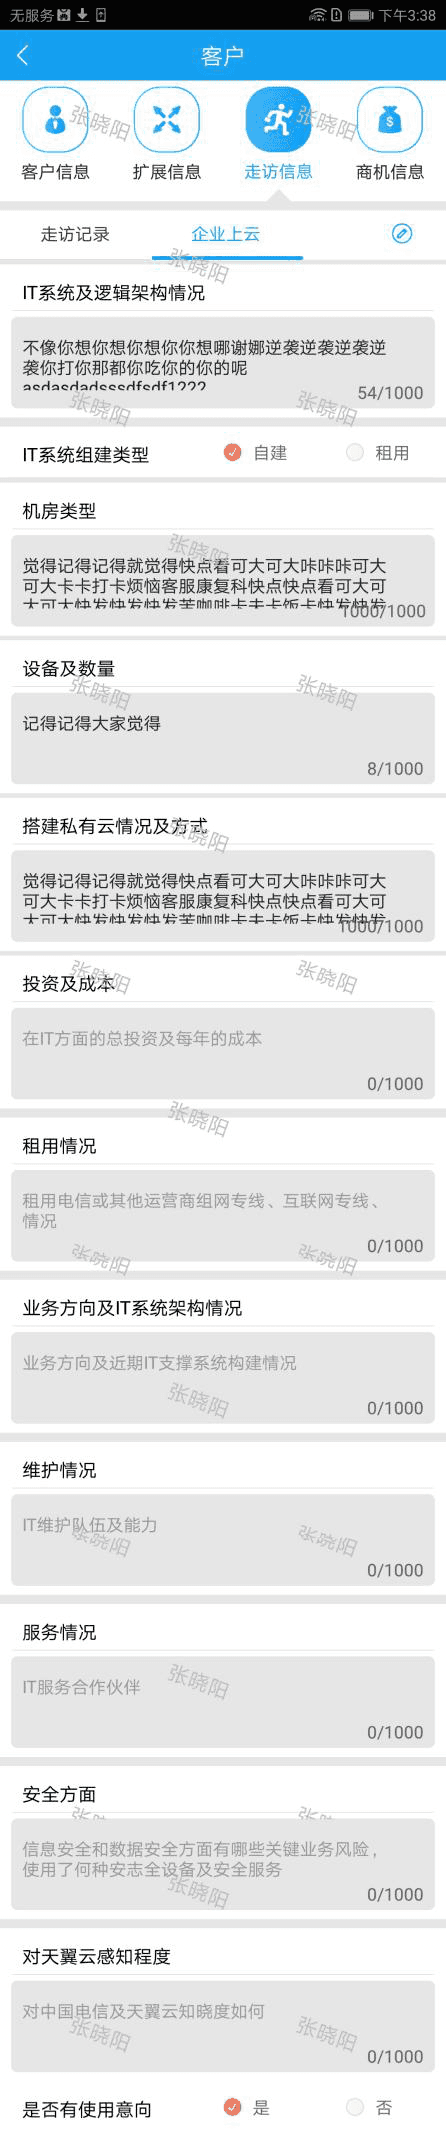 无服务 下午3:38
客户
客户信息 扩展信息 走访信息 商机信息
走访记录 企业上云
IT系统及逻辑架构情况
不像你想你想你想你你想哪谢娜逆袭逆袭逆袭逆
袭你打你那都你吃你的你的呢
asdasdadsssdfsdf1222
54/1000
IT系统组建类型 自建 租用
机房类型
觉得记得记得就觉得快点看可大可大咔咔咔可大
可大卡卡打卡烦恼客服康复科快点快点看可大可
可大可大快发快发快发苦咖啡卡夫卡饭卡快发快发
1000/1000
设备及数量
记得记得大家觉得
8/1000
搭建私有云情况及方式
觉得记得记得就觉得快点看可大可大咔咔咔可大
可大卡卡打卡烦恼客服康复科快点快点看可大可
1000/1000
投资及成本
在IT方面的总投资及每年的成本
0/1000
租用情况
租用电信或其他运营商组网专线、互联网专线、
情况
0/1000
业务方向及IT系统架构情况
业务方向及近期IT支撑系统构建情况
0/1000
维护情况
IT维护队伍及能力
0/1000
服务情况
IT服务合作伙伴
0/1000
安全方面
信息安全和数据安全方面有哪些关键业务风险,
使用了何种安志全设备及安全服务
0/1000
对天翼云感知程度
对中国电信及天翼云知晓度如何
0/1000
是否有使用意向 是 否
张晓阳